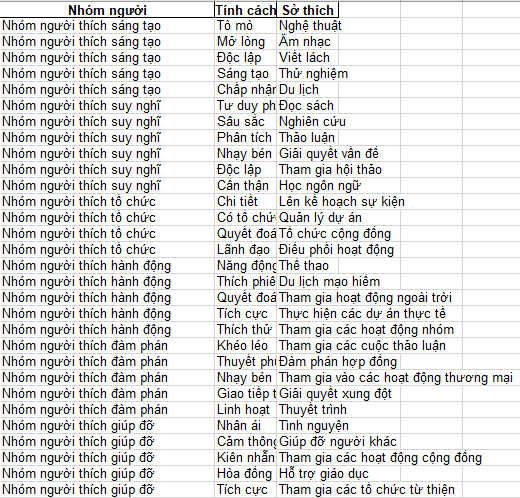 Nhóm người Tính cách Sở thích
Nhóm người thích sáng tạo Tò mò Nghệ thuật
Nhóm người thích sáng tạo Mở lòng Âm nhạc
Nhóm người thích sáng tạo Độc lập Viết lách
Nhóm người thích sáng tạo Sáng tạo Thử nghiệm
Nhóm người thích sáng tạo Chấp nhận Du lịch
Nhóm người thích suy nghĩ Tư duy ph Đọc sách
Nhóm người thích suy nghĩ Sâu sắc Nghiên cứu
Nhóm người thích suy nghĩ Phân tích Thảo luận
Nhóm người thích suy nghĩ Nhạy bén Giải quyết vấn đề
Nhóm người thích suy nghĩ Độc lập Tham gia hội thảo
Nhóm người thích suy nghĩ Cẩn thận Học ngôn ngữ
Nhóm người thích tổ chức Chi tiết Lên kế hoạch sự kiện
Nhóm người thích tổ chức Có tổ chức Quản lý dự án
Nhóm người thích tổ chức Quyết đoá Tổ chức cộng đồng
Nhóm người thích tổ chức Lãnh đạo Điều phối hoạt động
Nhóm người thích hành động Năng động Thể thao
Nhóm người thích hành động Thích phiê Du lịch mạo hiểm
Nhóm người thích hành động Quyết đoá Tham gia hoạt động ngoài trời
Nhóm người thích hành động Tích cực Thực hiện các dự án thực tế
Nhóm người thích hành động Thích thử Tham gia các hoạt động nhóm
Nhóm người thích đàm phán Khéo léo Tham gia các cuộc thảo luận
Nhóm người thích đàm phán Thuyết ph Đàm phán hợp đồng
Nhóm người thích đàm phán Nhạy bén Tham gia vào các hoạt động thương mại
Nhóm người thích đàm phán Giao tiếp t Giải quyết xung đột
Nhóm người thích đàm phán Linh hoạt Thuyết trình
Nhóm người thích giúp đỡ Nhân ái Tình nguyện
Nhóm người thích giúp đỡ Cảm thông Giúp đỡ người khác
Nhóm người thích giúp đỡ Kiên nhẫn Tham gia các hoạt động cộng đồng
Nhóm người thích giúp đỡ Hòa đồng Hỗ trợ giáo dục
Nhóm người thích giúp đỡ Tích cực Tham gia các tổ chức từ thiện